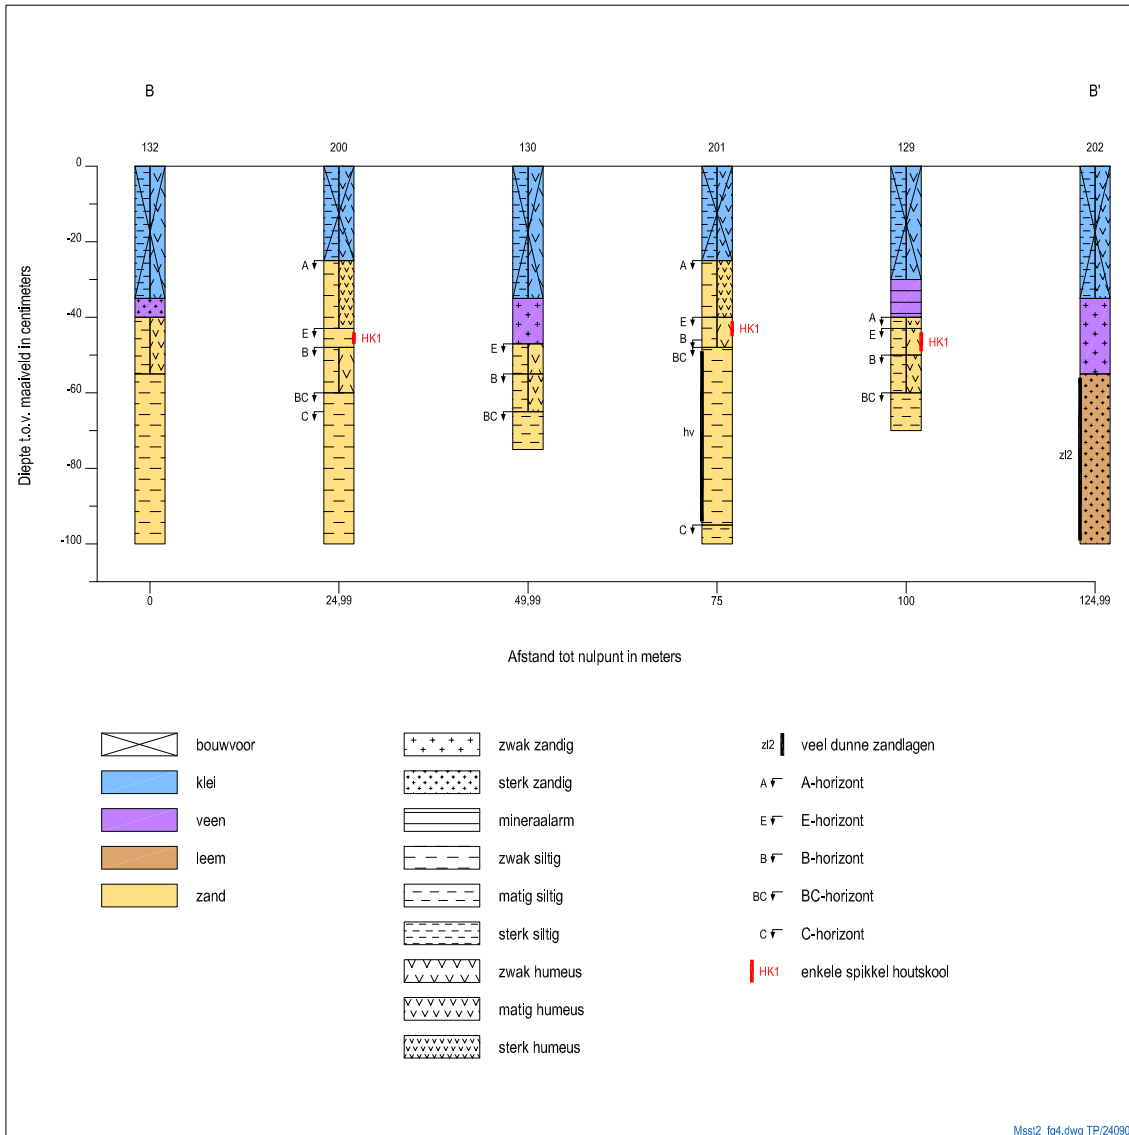 B B'
132 200 130 201 129 202
Diepte t.o.v. maaiveld in centimeters
0
-20
-40
-60
-80
-100
A
E
HK1
B
BC
C
E
B
BC
A
E
HK1
B
BC
hv
C
A
E
HK1
B
BC
zl2
0 24,99 49,99 75 100 124,99
Afstand tot nulpunt in meters
bouwvoor
klei
veen
leem
zand
zwak zandig
sterk zandig
mineraalarm
zwak siltig
matig siltig
sterk siltig
zwak humeus
matig humeus
sterk humeus
zl2 veel dunne zandlagen
A A-horizont
E E-horizont
B B-horizont
BC BC-horizont
C C-horizont
HK1 enkele spikkel houtskool
Msst2_fg4.dwg TP/24090